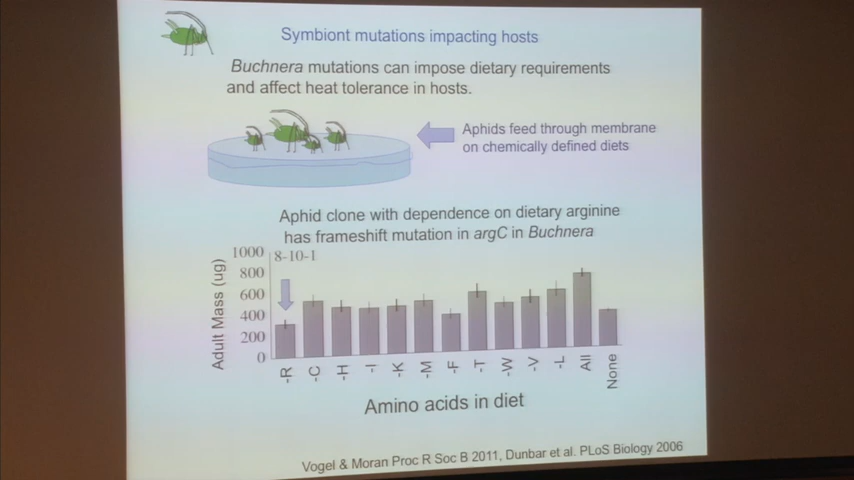 Symbiont mutations impacting hosts
Buchnera mutations can impose dietary requirements
and affect heat tolerance in hosts.
Aphids feed through membrane
on chemically defined diets
Aphid clone with dependence on dietary arginine
has frameshift mutation in argC in Buchnera
Adult Mass (ug)
1000
800
600
400
200
0
8-10-1
-R
-C
-H
-I
-K
-M
-F
-T
-W
-V
-L
All
None
Amino acids in diet
Vogel & Moran Proc R Soc B 2011, Dunbar et al. PLoS Biology 2006